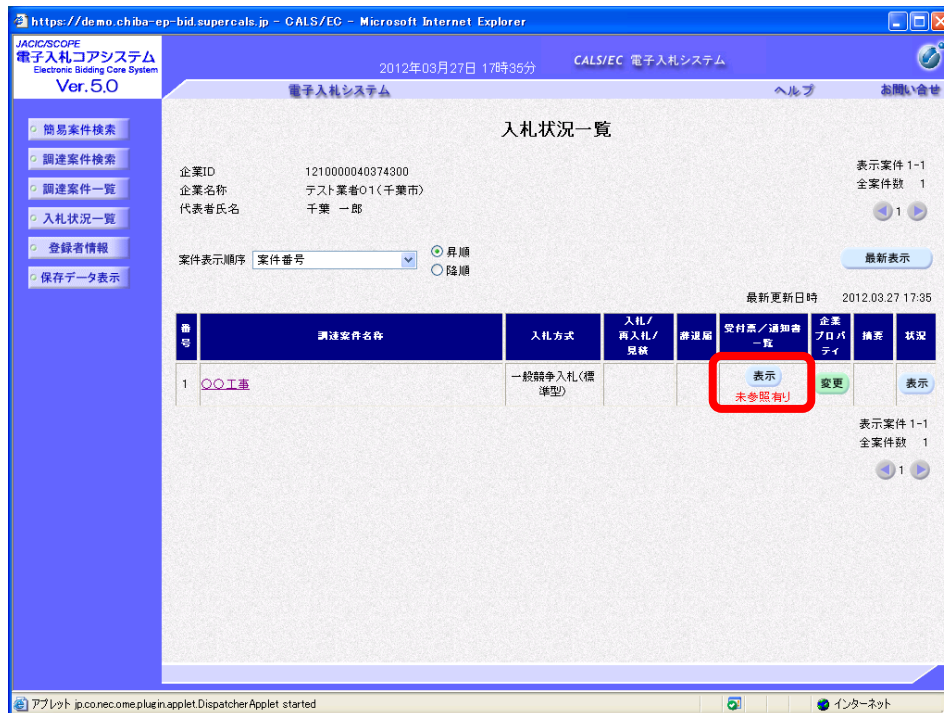 https://demo.chiba-ep-bid.supercals.jp - CALS/EC - Microsoft Internet Explorer
JACIC/SCOPE
電子入札コアシステム
Electronic Bidding Core System
Ver.5.0
2012年03月27日 17時35分
CALS/EC 電子入札システム
電子入札システム
ヘルプ
お問い合せ
簡易案件検索
調達案件検索
調達案件一覧
入札状況一覧
登録者情報
保存データ表示
入札状況一覧
企業ID 1210000040374300
企業名称 テスト業者01(千葉市)
代表者氏名 千葉 一郎
表示案件 1-1
全案件数 1
1
案件表示順序 案件番号
昇順
降順
最新表示
最新更新日時 2012.03.27 17:35
番号 調達案件名称 入札方式 入札/再入札/見積 辞退届 受付票/通知書一覧 企業プロパティ 摘要 状況
1 〇〇工事 一般競争入札(標準型) 表示 未参照有り 変更 表示
表示案件 1-1
全案件数 1
1
アプレット jp.co.nec.ome.plugin.applet.DispatcherApplet started
インターネット